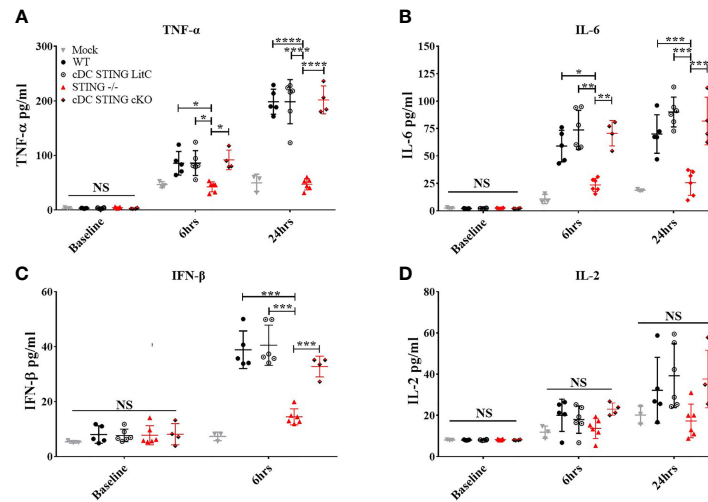 A
TNF-α
TNF-α pg/ml
300
200
100
0
Mock
WT
cDC STING LitC
STING -/-
cDC STING cKO
NS
*
*
*
****
****
****
Baseline
6hrs
24hrs
B
IL-6
IL-6 pg/ml
150
125
100
75
50
25
0
NS
*
**
**
***
***
***
Baseline
6hrs
24hrs
C
IFN-β
IFN-β pg/ml
60
40
20
0
NS
***
***
***
Baseline
6hrs
D
IL-2
IL-2 pg/ml
80
60
40
20
0
NS
NS
NS
Baseline
6hrs
24hrs